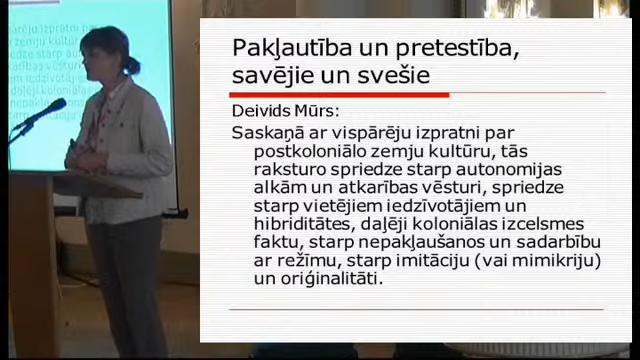 Pakļautība un pretestība,
savējie un svešie
Deivids Mūrs:
Saskaņā ar vispārēju izpratni par
postkoloniālo zemju kultūru, tās
raksturo spriedze starp autonomijas
alkām un atkarības vēsturi, spriedze
starp vietējiem iedzīvotājiem un
hibriditātes, daļēji koloniālas izcelsmes
faktu, starp nepakļaušanos un sadarbību
ar režīmu, starp imitāciju (vai mimikriju)
un oriģinalitāti.